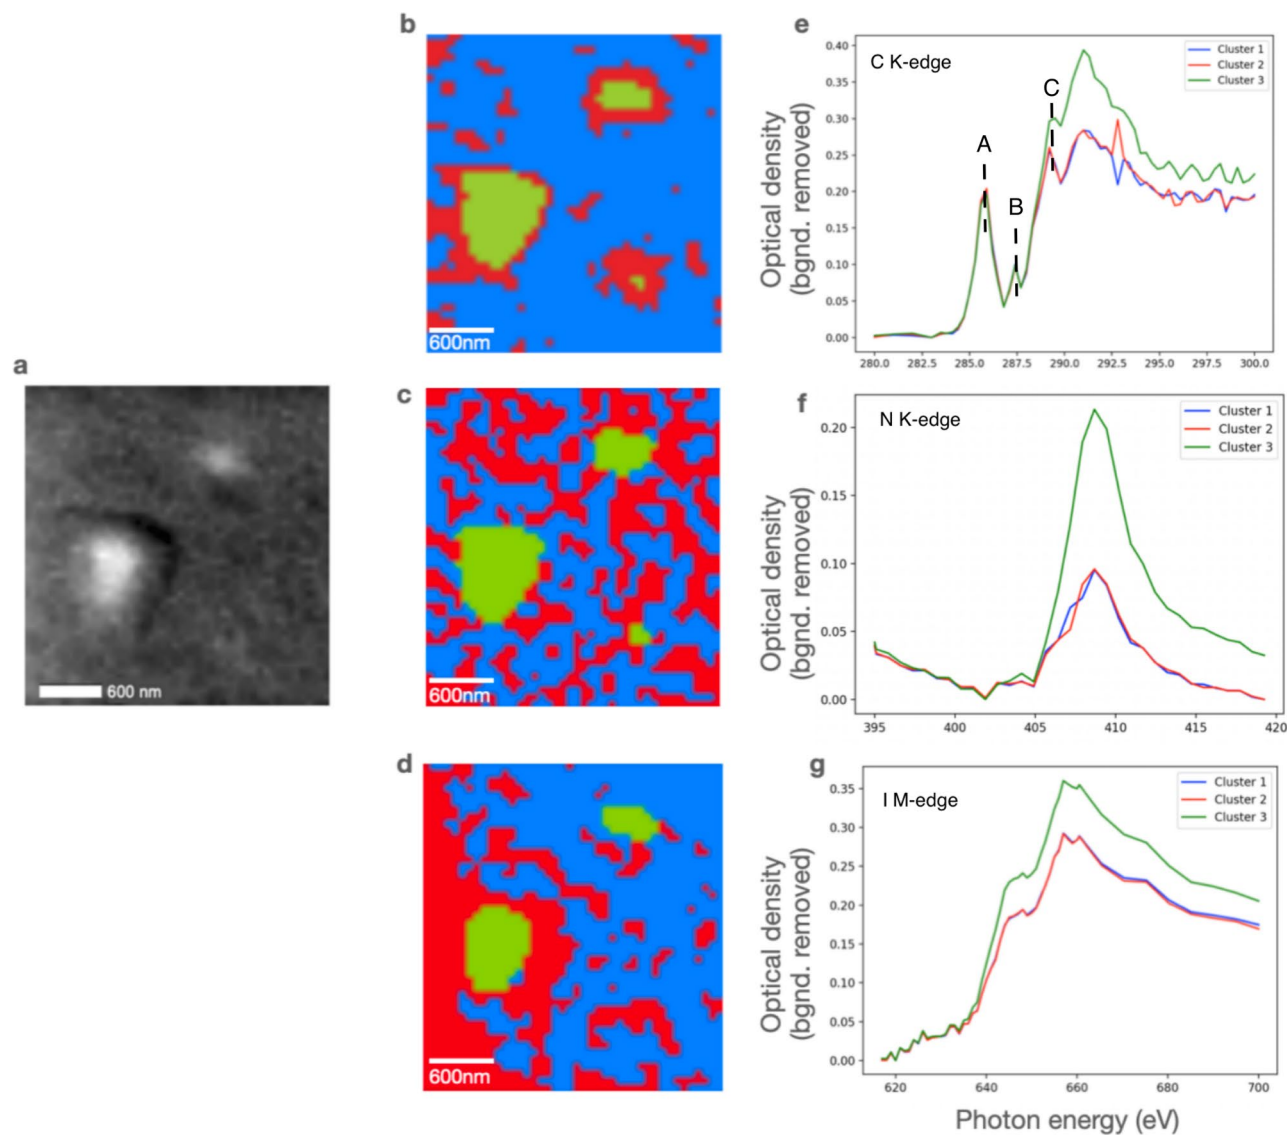 a
600 nm
b
600nm
c
600nm
d
600nm
e
C K-edge
A
B
C
Cluster 1
Cluster 2
Cluster 3
Optical density
(bgnd. removed)
0.40
0.35
0.30
0.25
0.20
0.15
0.10
0.05
0.00
280.0 282.5 285.0 287.5 290.0 292.5 295.0 297.5 300.0
f
N K-edge
Cluster 1
Cluster 2
Cluster 3
Optical density
(bgnd. removed)
0.20
0.15
0.10
0.05
0.00
395 400 405 410 415 420
g
I M-edge
Cluster 1
Cluster 2
Cluster 3
Optical density
(bgnd. removed)
0.35
0.30
0.25
0.20
0.15
0.10
0.05
0.00
620 640 660 680 700
Photon energy (eV)